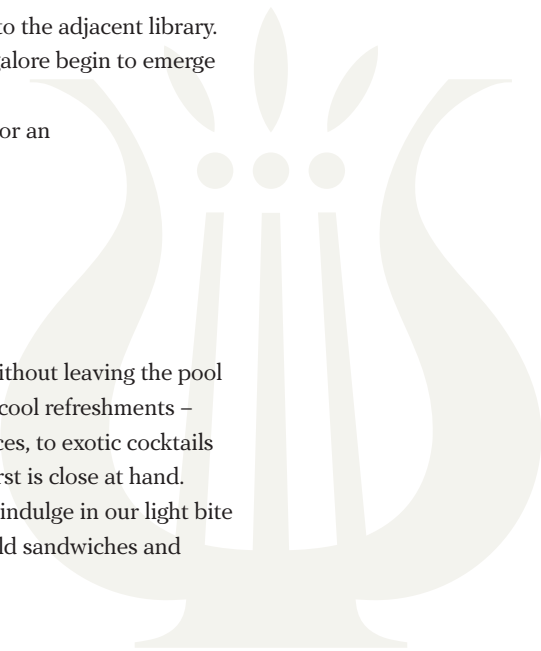 to the adjacent library.
galore begin to emerge
or an
ithout leaving the pool
cool refreshments –
ces, to exotic cocktails
rst is close at hand.
indulge in our light bite
ld sandwiches and